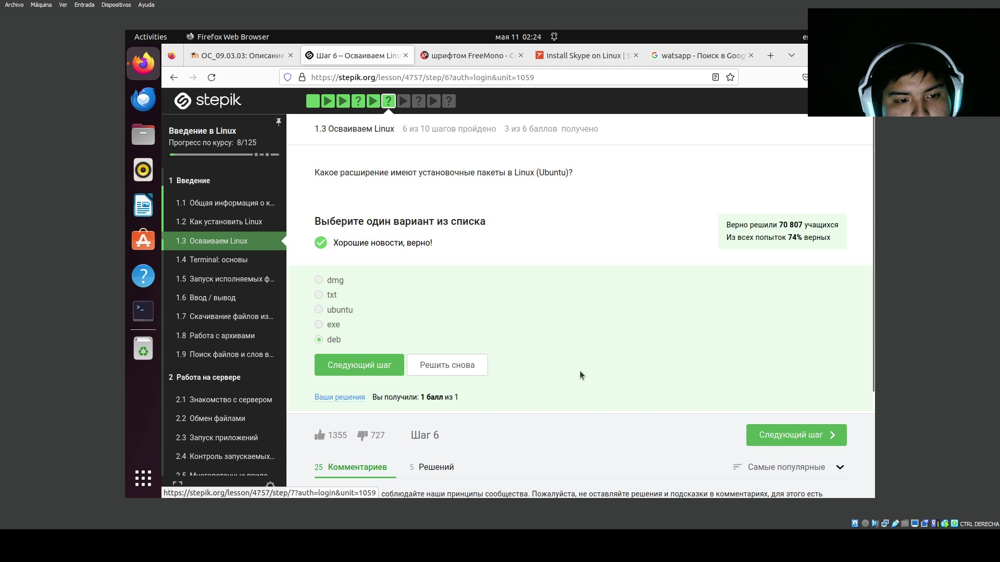 Archivo Máquina Ver Entrada Dispositivos Ayuda
Activities Firefox Web Browser мая 11 02:24
ОС_09.03.03: Описание Шаг 6 – Осваиваем Linu шрифтом FreeMono - Install Skype on Linux | S watsapp - Поиск в Goog
https://stepik.org/lesson/4757/step/6?auth=login&unit=1059
stepik
Введение в Linux
Прогресс по курсу: 8/125
1 Введение
1.1 Общая информация о к...
1.2 Как установить Linux
1.3 Осваиваем Linux
1.4 Terminal: основы
1.5 Запуск исполняемых ф...
1.6 Ввод / вывод
1.7 Скачивание файлов из...
1.8 Работа с архивами
1.9 Поиск файлов и слов в...
2 Работа на сервере
2.1 Знакомство с сервером
2.2 Обмен файлами
2.3 Запуск приложений
2.4 Контроль запускаемых...
1.3 Осваиваем Linux 6 из 10 шагов пройдено 3 из 6 баллов получено
Какое расширение имеют установочные пакеты в Linux (Ubuntu)?
Выберите один вариант из списка
Хорошие новости, верно!
Верно решили 70 807 учащихся
Из всех попыток 74% верных
dmg
txt
ubuntu
exe
deb
Следующий шаг Решить снова
Ваши решения Вы получили: 1 балл из 1
1355 727 Шаг 6 Следующий шаг
25 Комментариев 5 Решений Самые популярные
https://stepik.org/lesson/4757/step/7?auth=login&unit=1059 соблюдайте наши принципы сообщества. Пожалуйста, не оставляйте решения и подсказки в комментариях, для этого есть
CTRL DERECHA